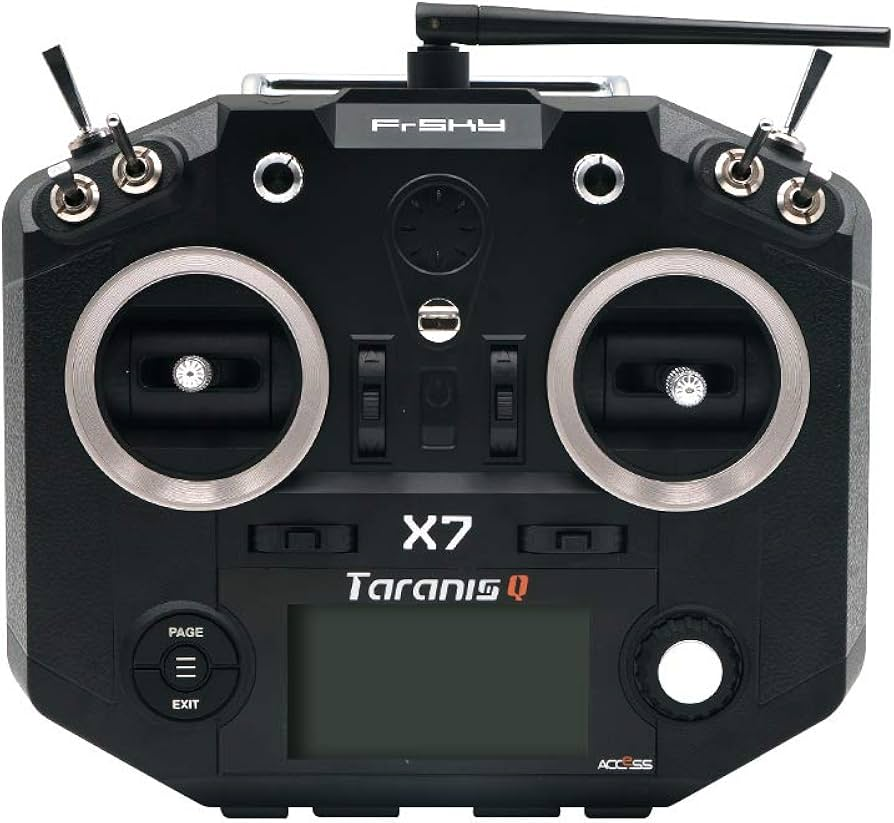 FrSKY
X7
Taranis Q
PAGE
EXIT
ACCESS